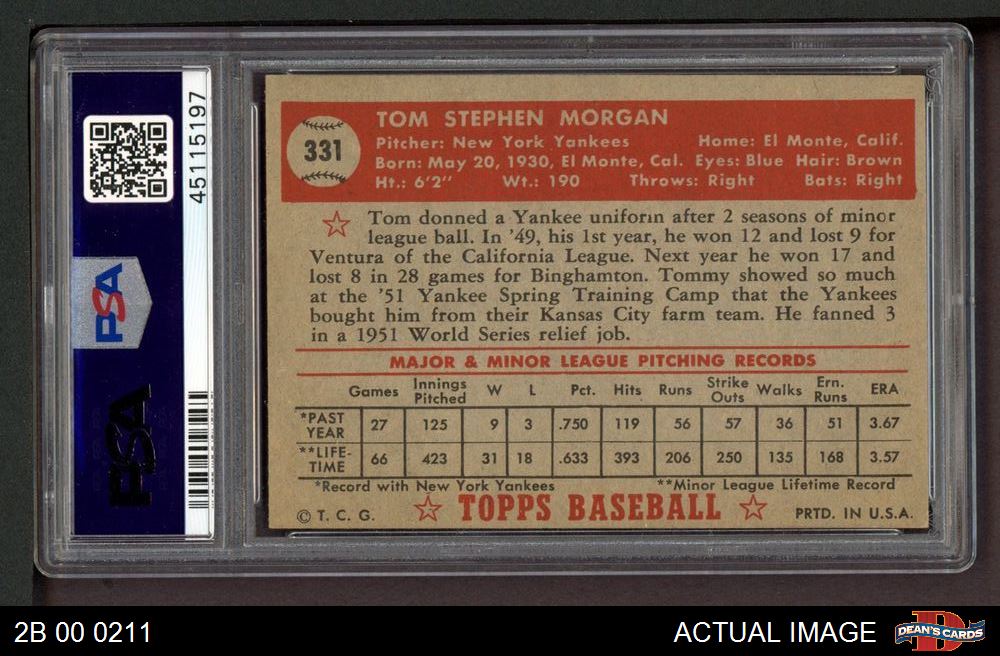 45115197
PSA
PSA
331
TOM STEPHEN MORGAN
Pitcher: New York Yankees Home: El Monte, Calif.
Born: May 20, 1930, El Monte, Cal. Eyes: Blue Hair: Brown
Ht.: 6'2" Wt.: 190 Throws: Right Bats: Right
Tom donned a Yankee uniform after 2 seasons of minor
league ball. In '49, his 1st year, he won 12 and lost 9 for
Ventura of the California League. Next year he won 17 and
lost 8 in 28 games for Binghamton. Tommy showed so much
at the '51 Yankee Spring Training Camp that the Yankees
bought him from their Kansas City farm team. He fanned 3
in a 1951 World Series relief job.
MAJOR & MINOR LEAGUE PITCHING RECORDS
Games Innings Pitched W L Pct. Hits Runs Strike Outs Walks Ern. Runs ERA
*PAST YEAR 27 125 9 3 .750 119 56 57 36 51 3.67
**LIFE-TIME 66 423 31 18 .633 393 206 250 135 168 3.57
*Record with New York Yankees **Minor League Lifetime Record
© T. C. G. TOPPS BASEBALL PRTD. IN U.S.A.
2B 00 0211 ACTUAL IMAGE DEAN'S CARDS